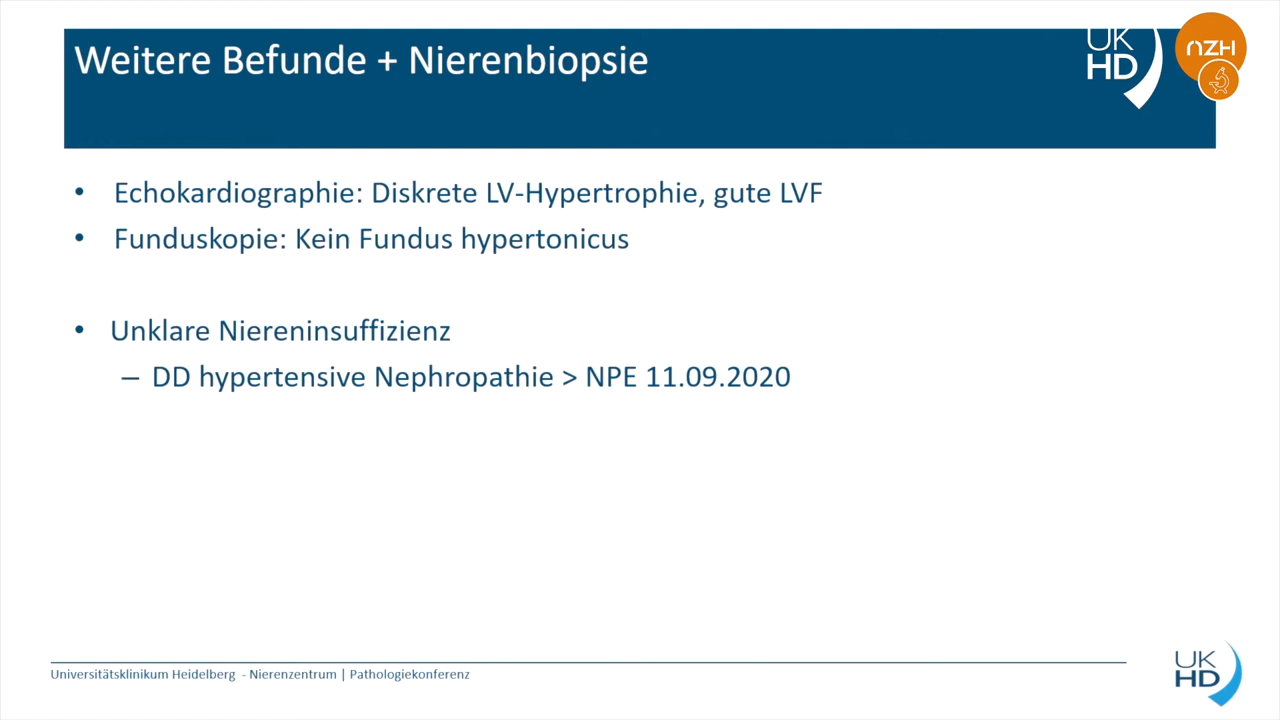 Weitere Befunde + Nierenbiopsie
UK
HD
nZH
• Echokardiographie: Diskrete LV-Hypertrophie, gute LVF
• Funduskopie: Kein Fundus hypertonicus
• Unklare Niereninsuffizienz
– DD hypertensive Nephropathie > NPE 11.09.2020
Universitätsklinikum Heidelberg - Nierenzentrum | Pathologiekonferenz
UK
HD